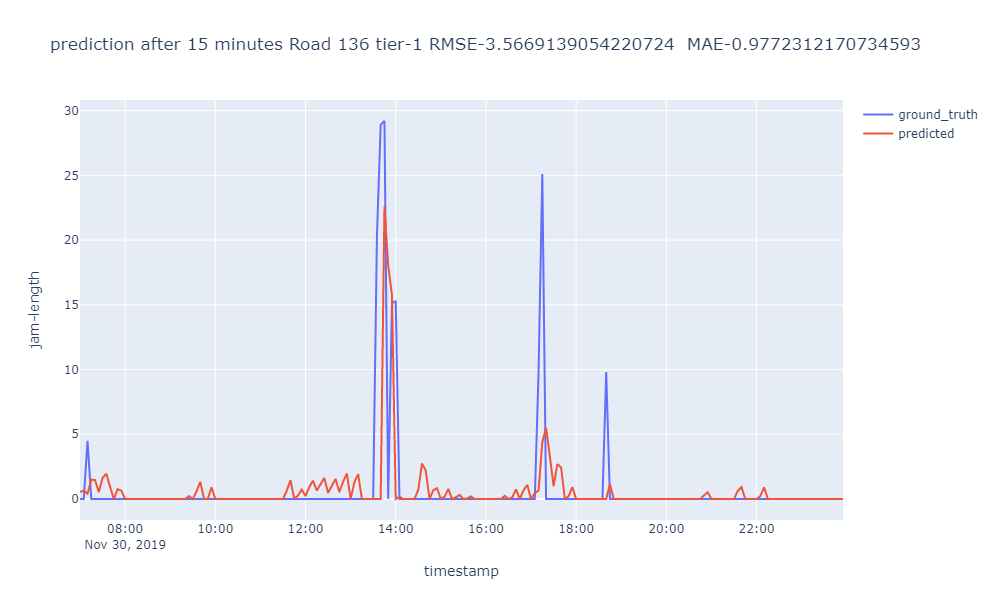 prediction after 15 minutes Road 136 tier-1 RMSE-3.5669139054220724  MAE-0.9772312170734593
ground_truth
predicted
30
25
20
15
10
5
0
jam-length
08:00 10:00 12:00 14:00 16:00 18:00 20:00 22:00
Nov 30, 2019
timestamp